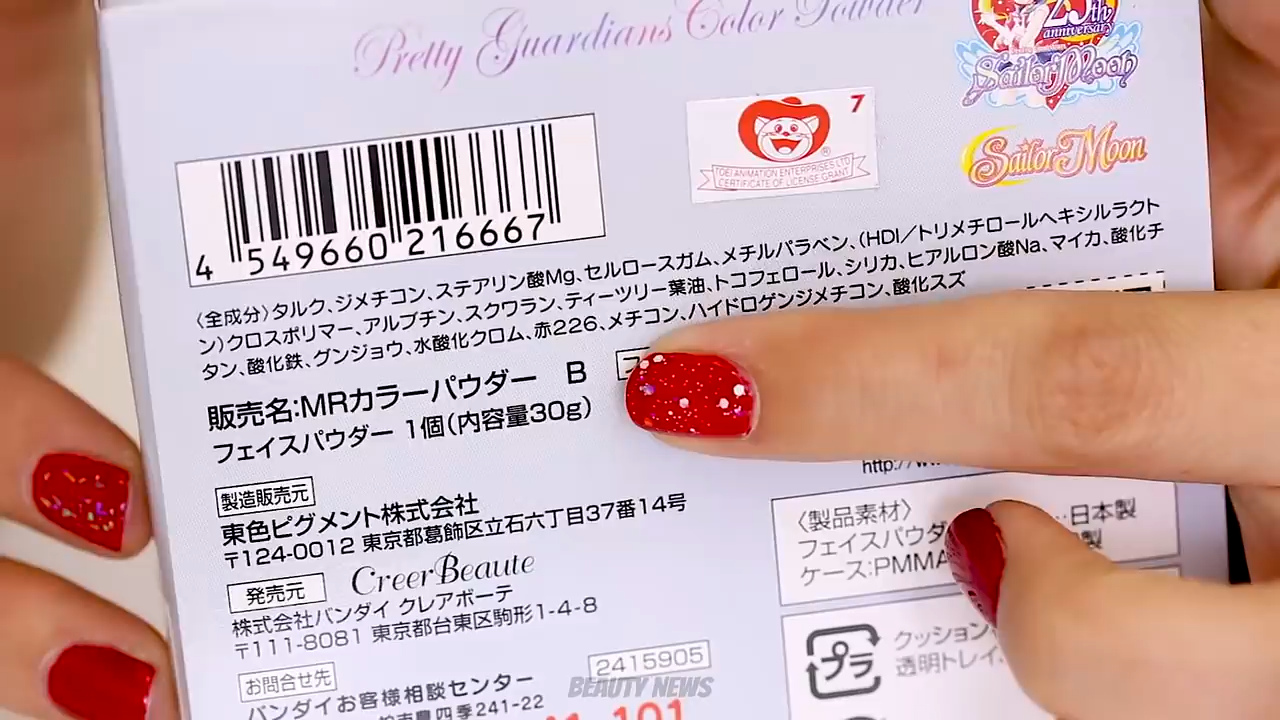 Pretty Guardians Color Powder
25th
anniversary
Sailor Moon
7
TOEI ANIMATION ENTERPRISES LTD
CERTIFICATE OF LICENSE GRANT
Sailor Moon
4 549660 216667
〈全成分〉タルク、ジメチコン、ステアリン酸Mg、セルロースガム、メチルパラベン、(HDI/トリメチロールヘキシルラクト
ン)クロスポリマー、アルブチン、スクワラン、ティーツリー葉油、トコフェロール、シリカ、ヒアルロン酸Na、マイカ、酸化チ
タン、酸化鉄、グンジョウ、水酸化クロム、赤226、メチコン、ハイドロゲンジメチコン、酸化スズ
販売名:MRカラーパウダー B
フェイスパウダー 1個(内容量30g)
http://w
製造販売元
東色ピグメント株式会社
〒124-0012 東京都葛飾区立石六丁目37番14号
発売元
CreerBeaute
株式会社バンダイ クレアボーテ
〒111-8081 東京都台東区駒形1-4-8
〈製品素材〉
フェイスパウダ …日本製
ケース:PMMA 製
お問合せ先
バンダイお客様相談センター
2415905
241-22
101
プラ
クッション
透明トレイ
BEAUTY NEWS